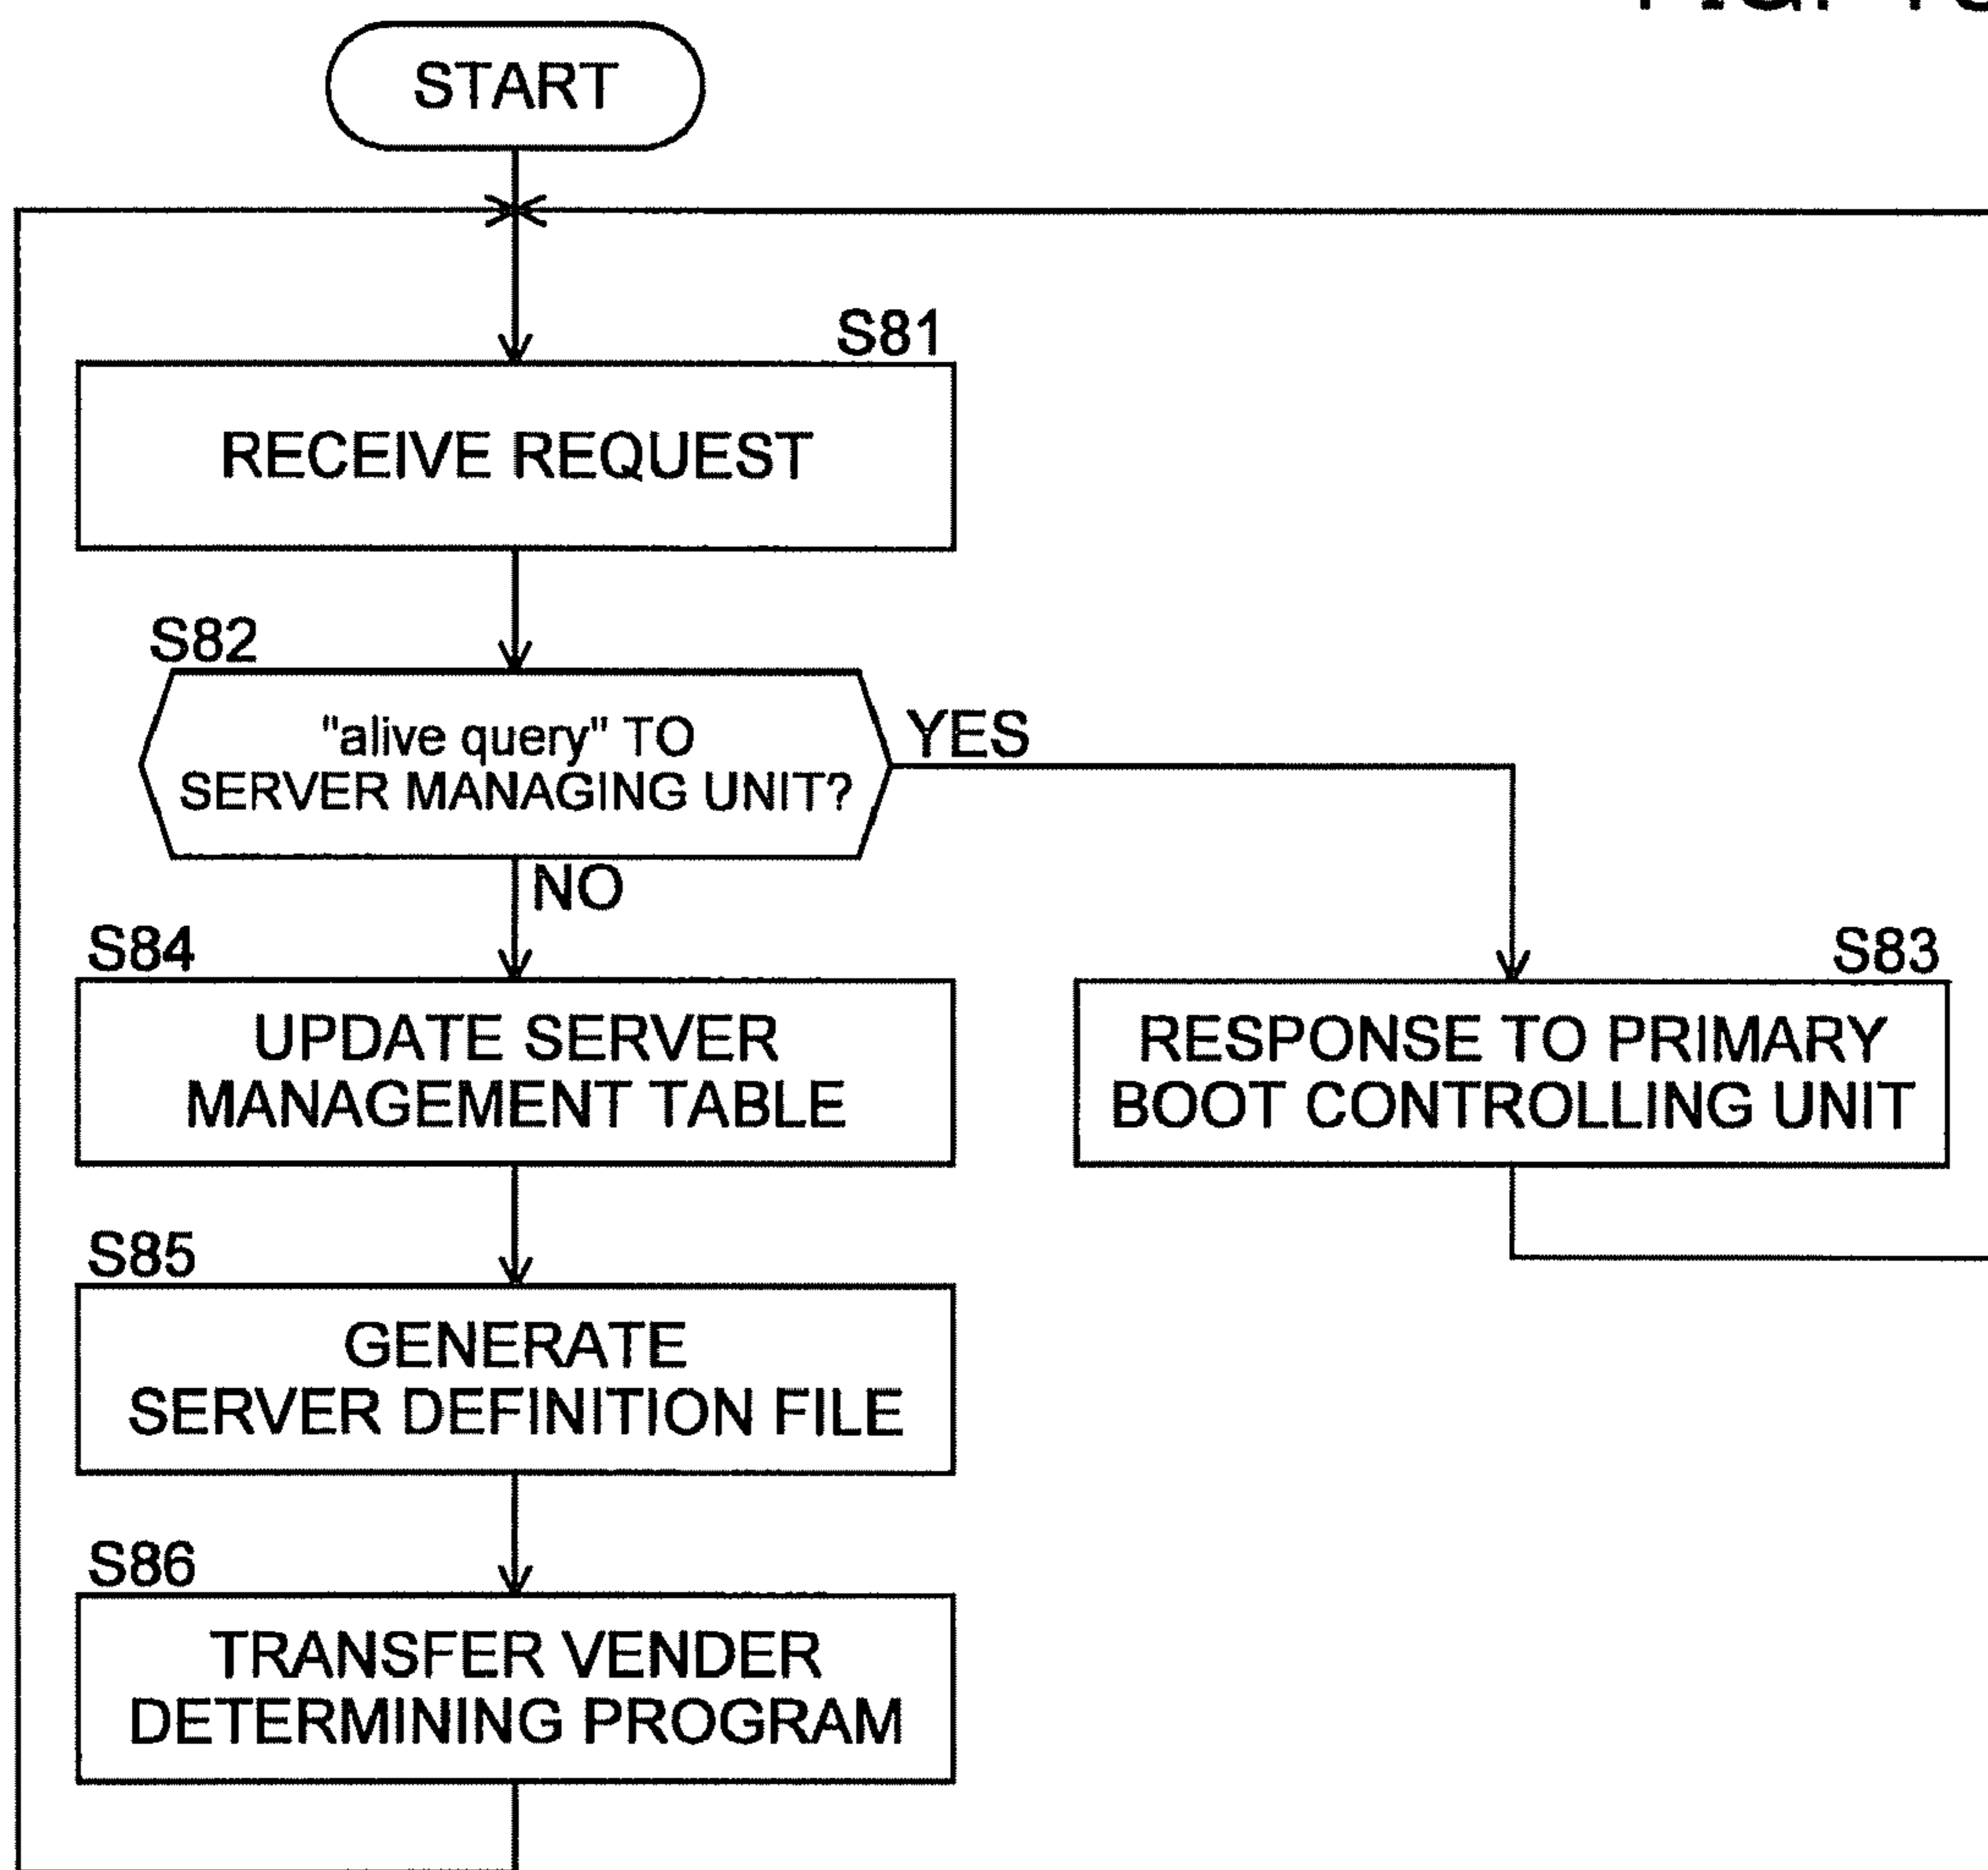 START
S81
RECEIVE REQUEST
S82
"alive query" TO
SERVER MANAGING UNIT?
YES
NO
S84
UPDATE SERVER
MANAGEMENT TABLE
S83
RESPONSE TO PRIMARY
BOOT CONTROLLING UNIT
S85
GENERATE
SERVER DEFINITION FILE
S86
TRANSFER VENDER
DETERMINING PROGRAM